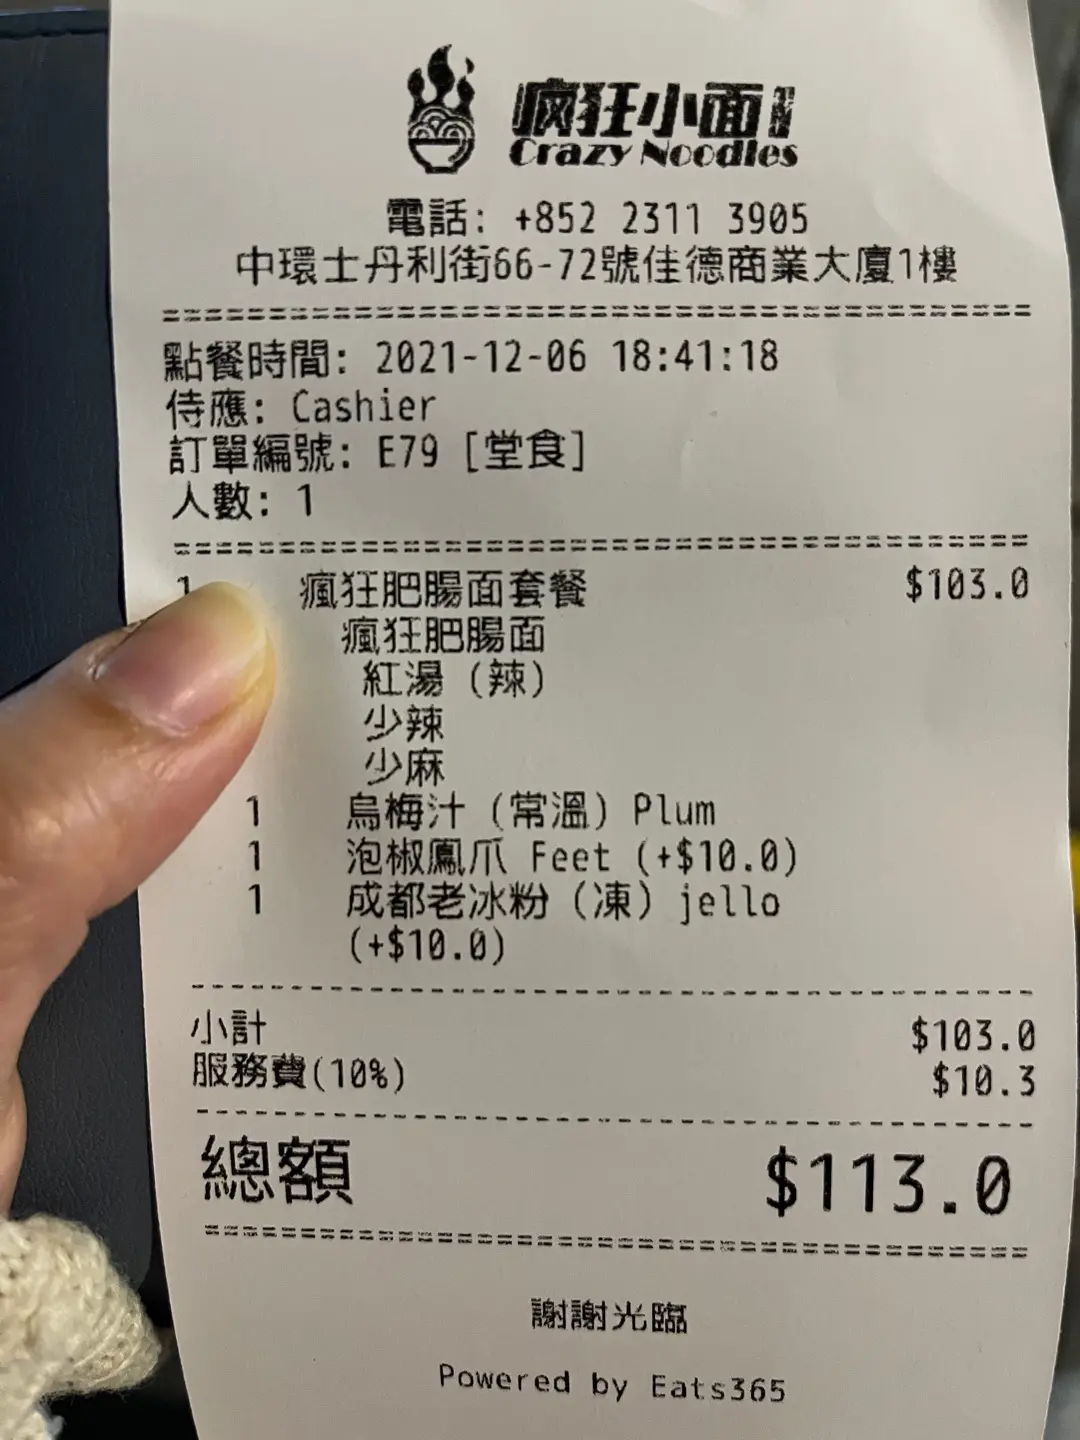 疯狂小面
Crazy Noodles
電話: +852 2311 3905
中環士丹利街66-72號佳德商業大廈1樓
點餐時間: 2021-12-06 18:41:18
侍應: Cashier
訂單編號: E79 [堂食]
人數: 1
1 瘋狂肥腸面套餐 $103.0
瘋狂肥腸面
紅湯 (辣)
少辣
少麻
1 烏梅汁 (常溫) Plum
1 泡椒鳳爪 Feet (+$10.0)
1 成都老冰粉 (凍) jello
(+$10.0)
小計 $103.0
服務費(10%) $10.3
總額 $113.0
謝謝光臨
Powered by Eats365